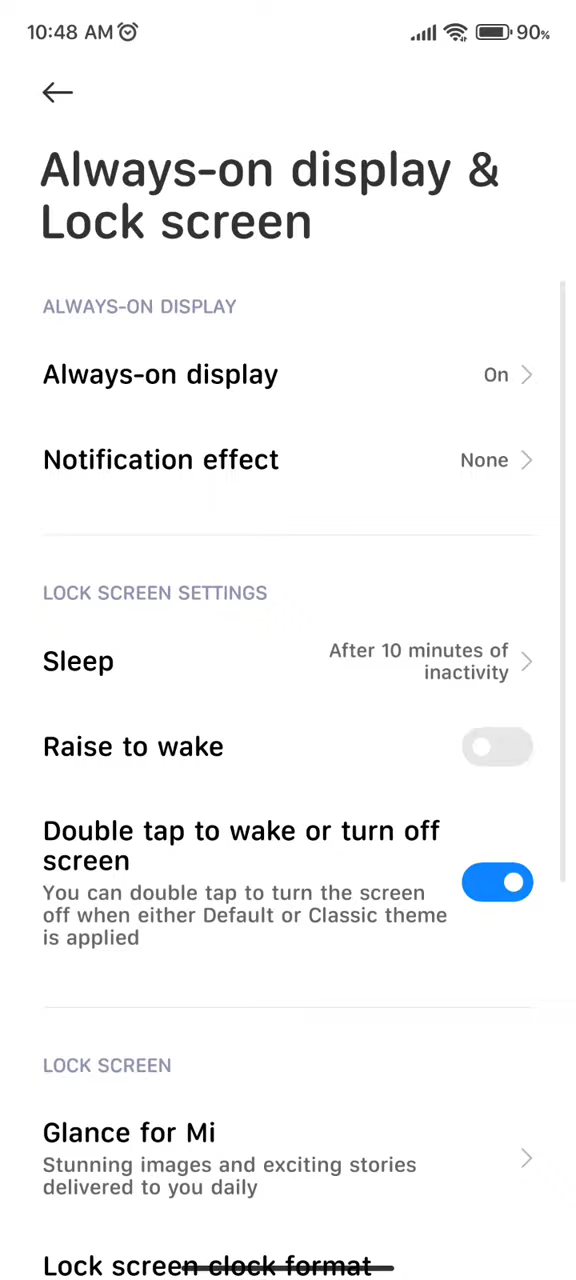 10:48 AM
90%
Always-on display &
Lock screen
ALWAYS-ON DISPLAY
Always-on display On
Notification effect None
LOCK SCREEN SETTINGS
Sleep After 10 minutes of
inactivity
Raise to wake
Double tap to wake or turn off
screen
You can double tap to turn the screen
off when either Default or Classic theme
is applied
LOCK SCREEN
Glance for Mi
Stunning images and exciting stories
delivered to you daily
Lock screen clock format